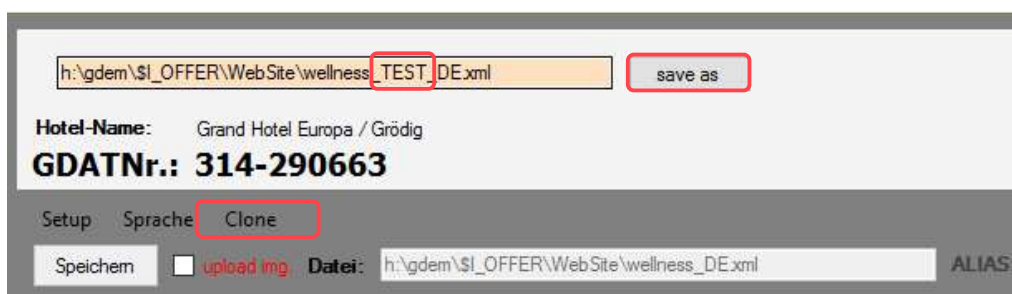 h:\gdem\$I_OFFER\WebSite\wellness_TEST_DE.xml save as
Hotel-Name: Grand Hotel Europa / Grödig
GDATNr.: 314-290663
Setup Sprache Clone
Speichern upload img. Datei: h:\gdem\$I_OFFER\WebSite\wellness_DE.xml ALIAS